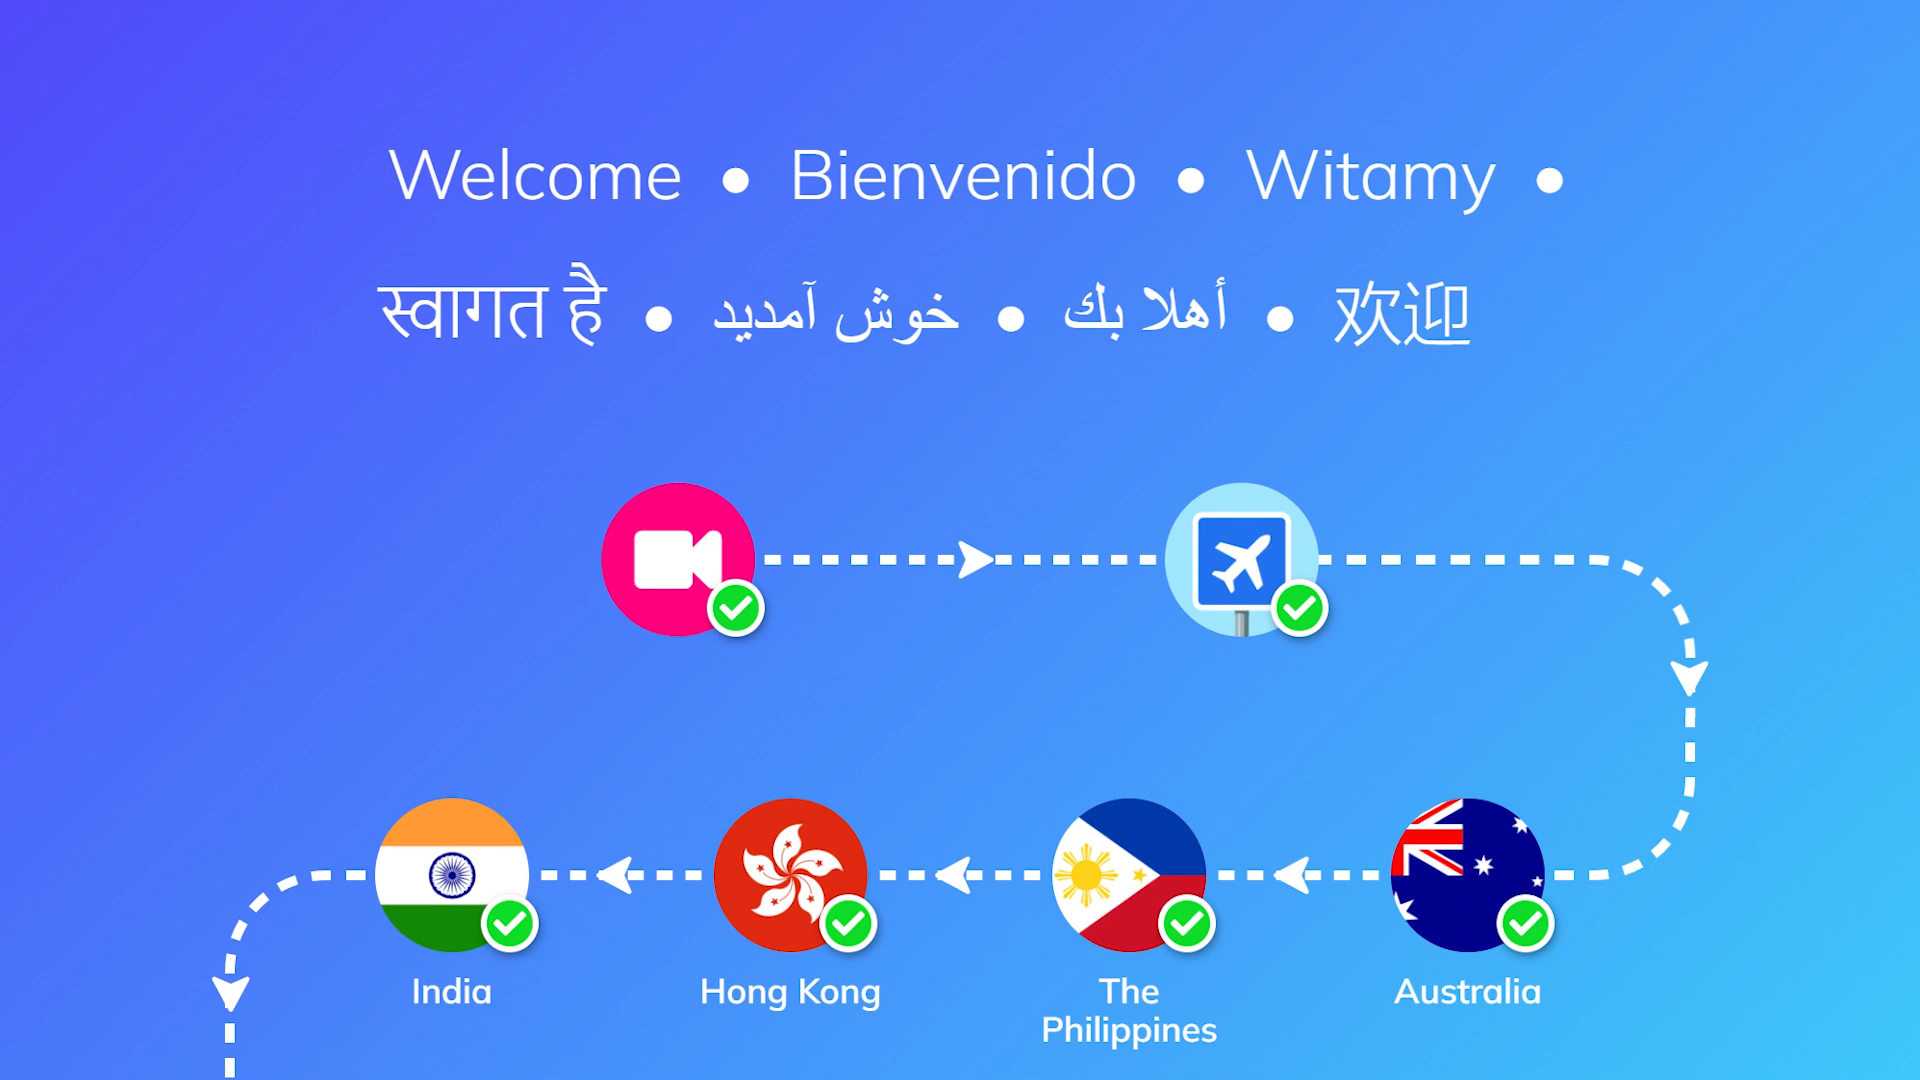 Welcome • Bienvenido • Witamy •
स्वागत है • خوش آمدید • أهلا بك • 欢迎
India
Hong Kong
The
Philippines
Australia